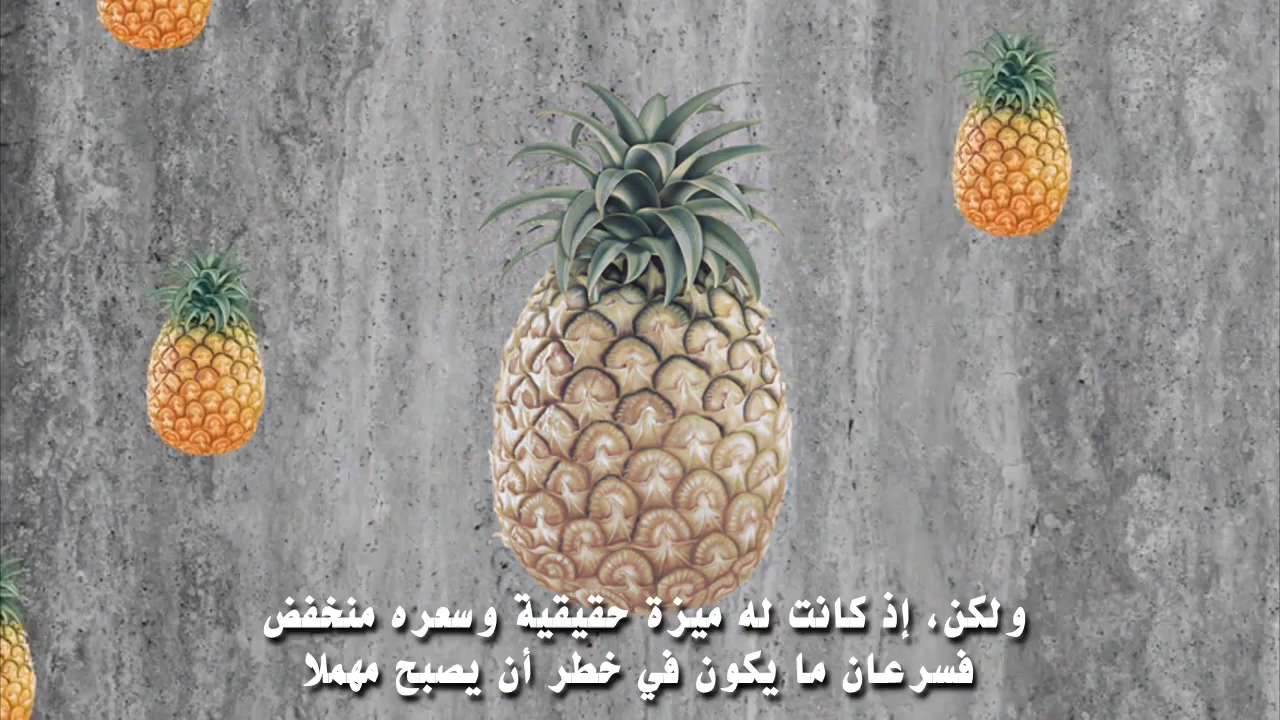 ولكن، إذ كانت له ميزة حقيقية وسعره منخفض
فسرعان ما يكون في خطر أن يصبح مهملا